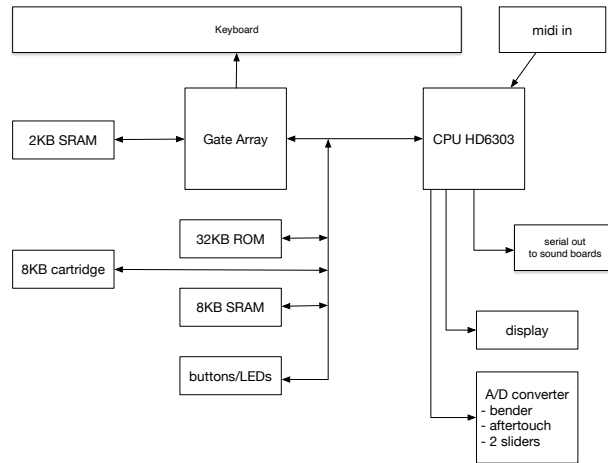 Keyboard
midi in
2KB SRAM
Gate Array
CPU HD6303
32KB ROM
serial out
to sound boards
8KB cartridge
8KB SRAM
display
buttons/LEDs
A/D converter
- bender
- aftertouch
- 2 sliders